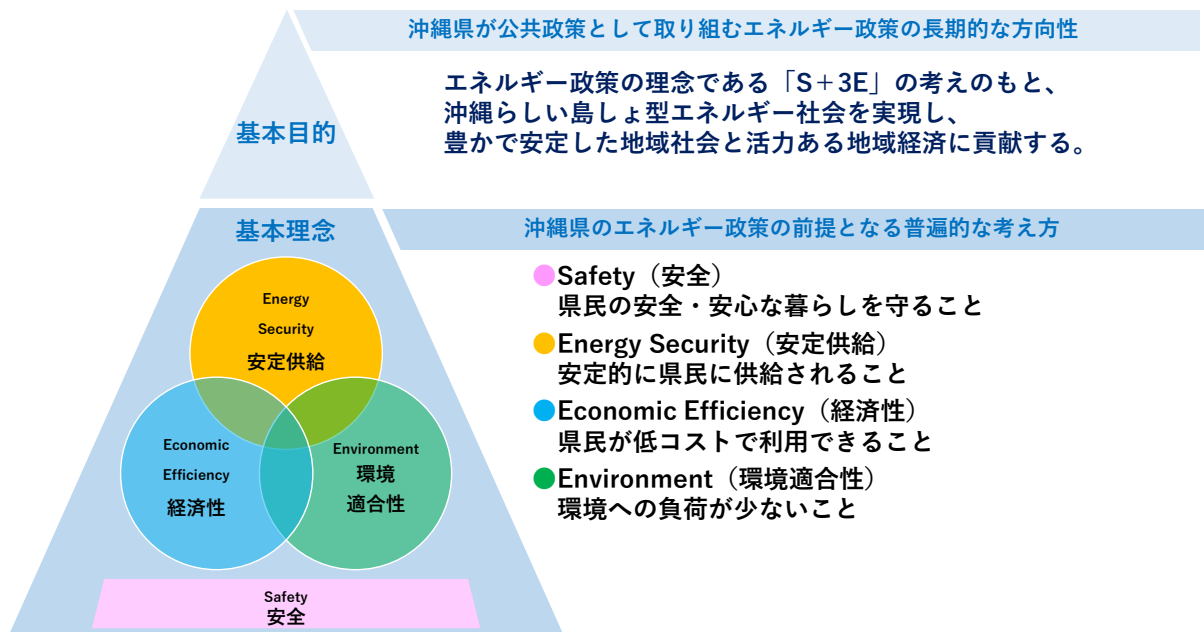 沖縄県が公共政策として取り組むエネルギー政策の長期的な方向性
エネルギー政策の理念である「S＋3E」の考えのもと、
沖縄らしい島しょ型エネルギー社会を実現し、
豊かで安定した地域社会と活力ある地域経済に貢献する。
基本目的
基本理念
沖縄県のエネルギー政策の前提となる普遍的な考え方
Energy
Security
安定供給
Economic
Efficiency
経済性
Environment
環境
適合性
Safety
安全
●Safety（安全）
県民の安全・安心な暮らしを守ること
●Energy Security（安定供給）
安定的に県民に供給されること
●Economic Efficiency（経済性）
県民が低コストで利用できること
●Environment（環境適合性）
環境への負荷が少ないこと